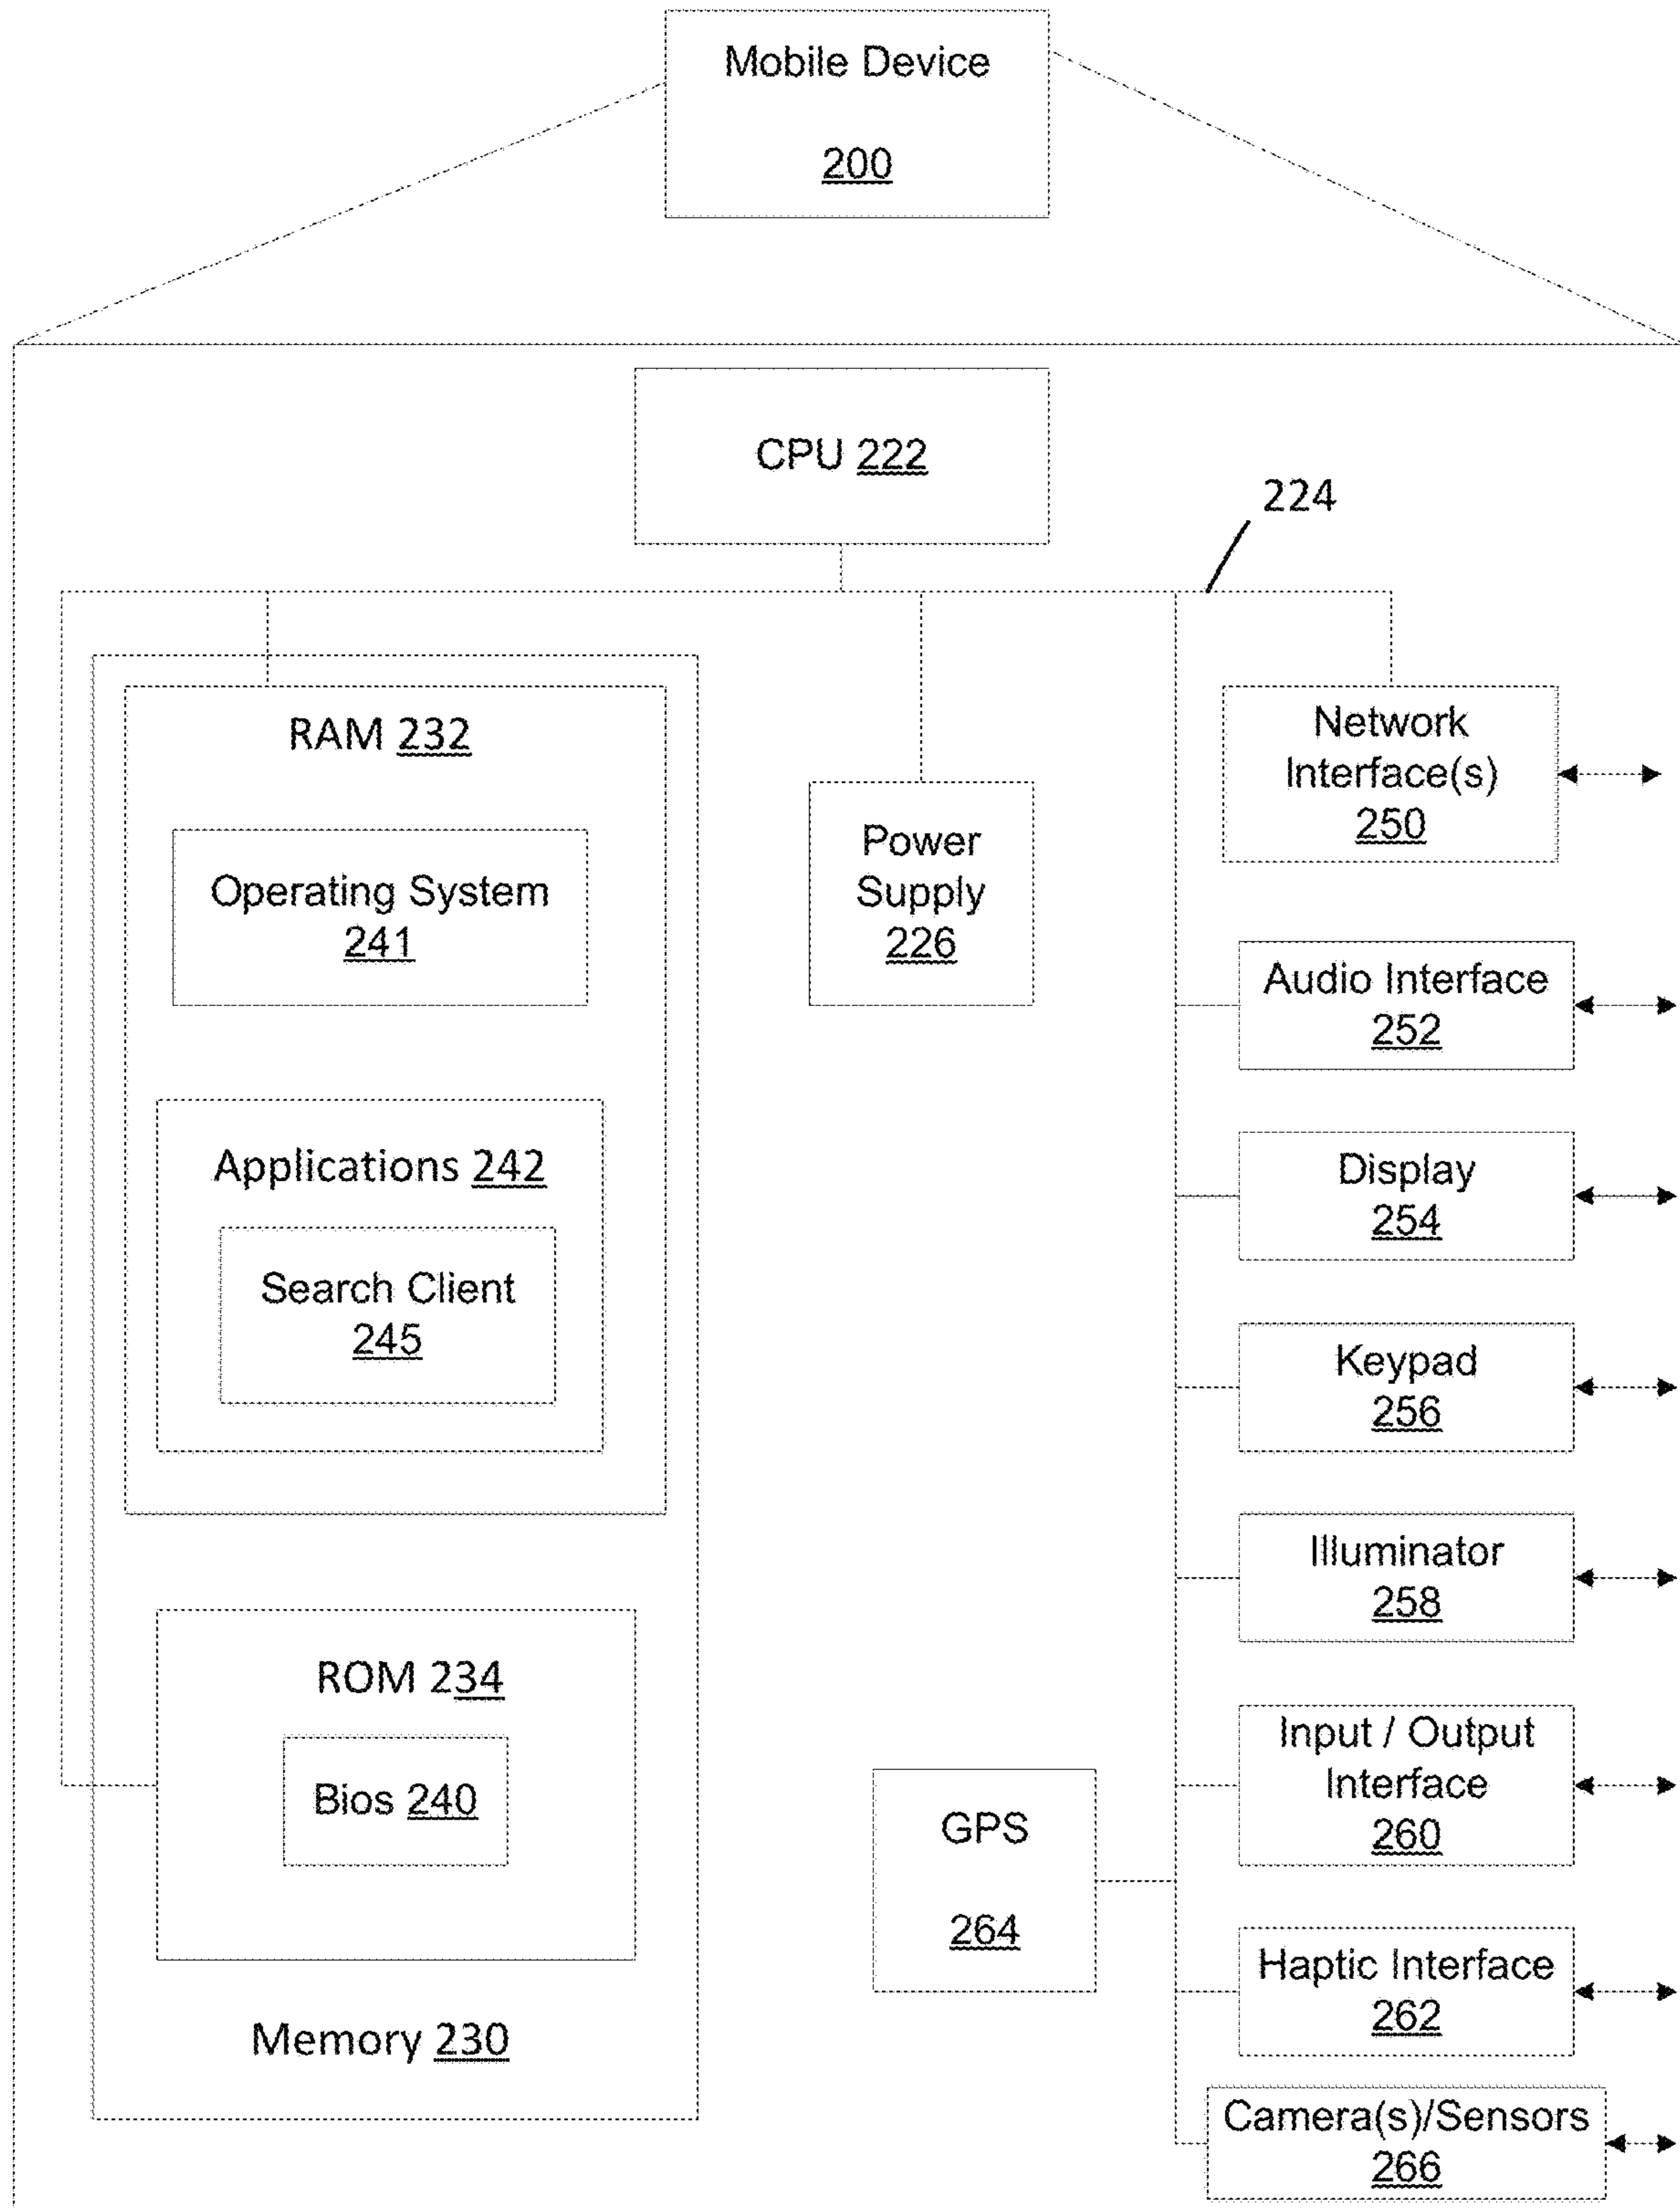 Mobile Device
200
CPU 222
224
RAM 232
Operating System
241
Applications 242
Search Client
245
ROM 234
Bios 240
Memory 230
Power
Supply
226
GPS
264
Network
Interface(s)
250
Audio Interface
252
Display
254
Keypad
256
Illuminator
258
Input / Output
Interface
260
Haptic Interface
262
Camera(s)/Sensors
266